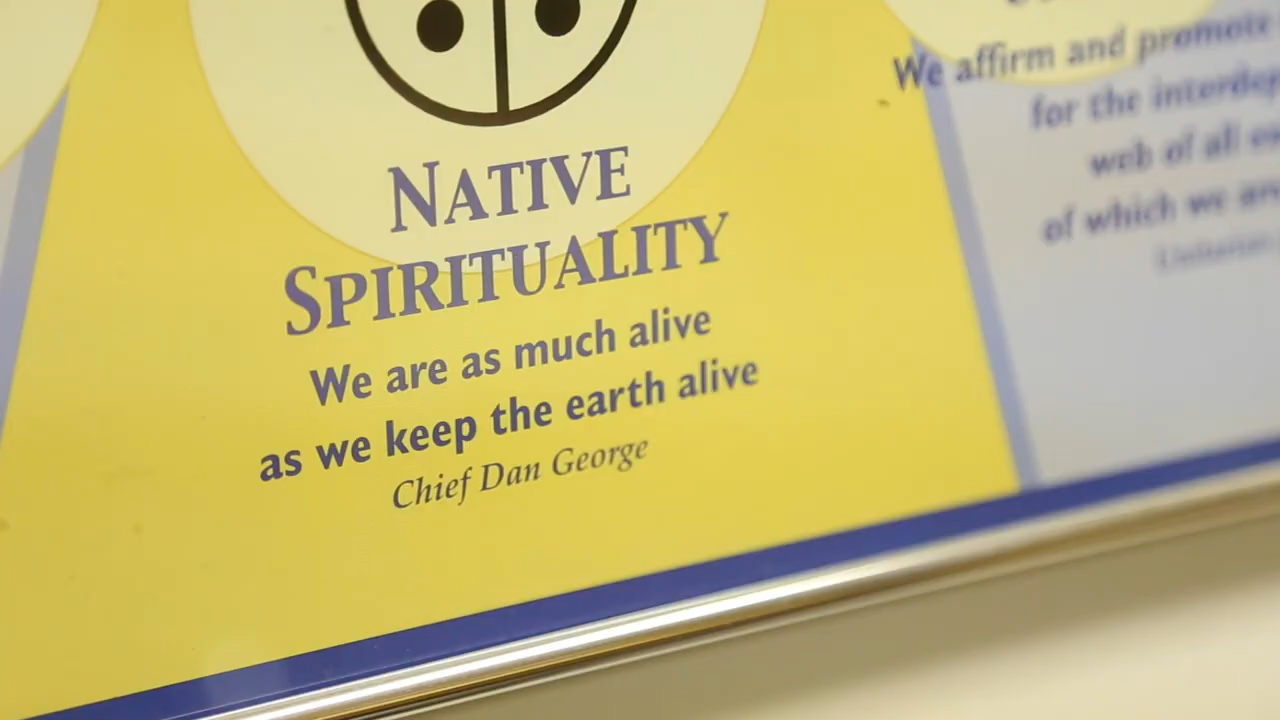 NATIVE
SPIRITUALITY
We are as much alive
as we keep the earth alive
Chief Dan George
We affirm and promote
for the
web of all
of which we are